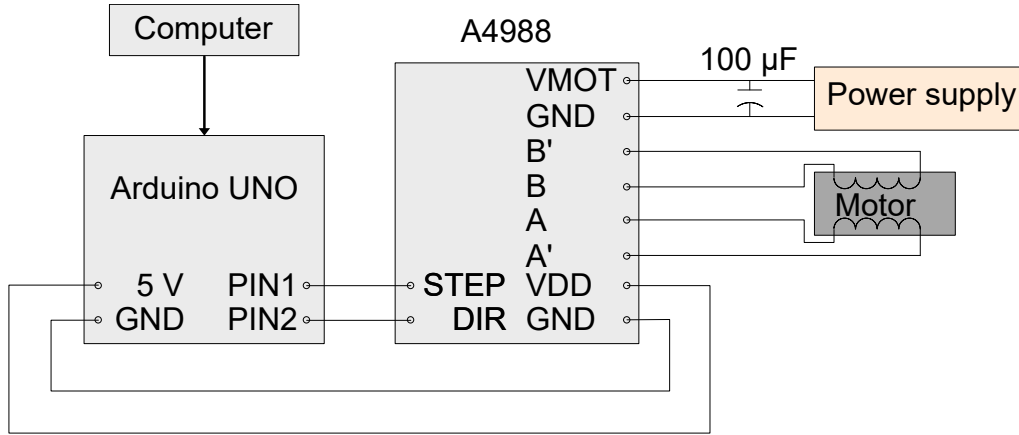 Computer
A4988
100 µF
VMOT
Power supply
GND
B'
Arduino UNO
B
Motor
A
A'
5 V PIN1 STEP VDD
GND PIN2 DIR GND